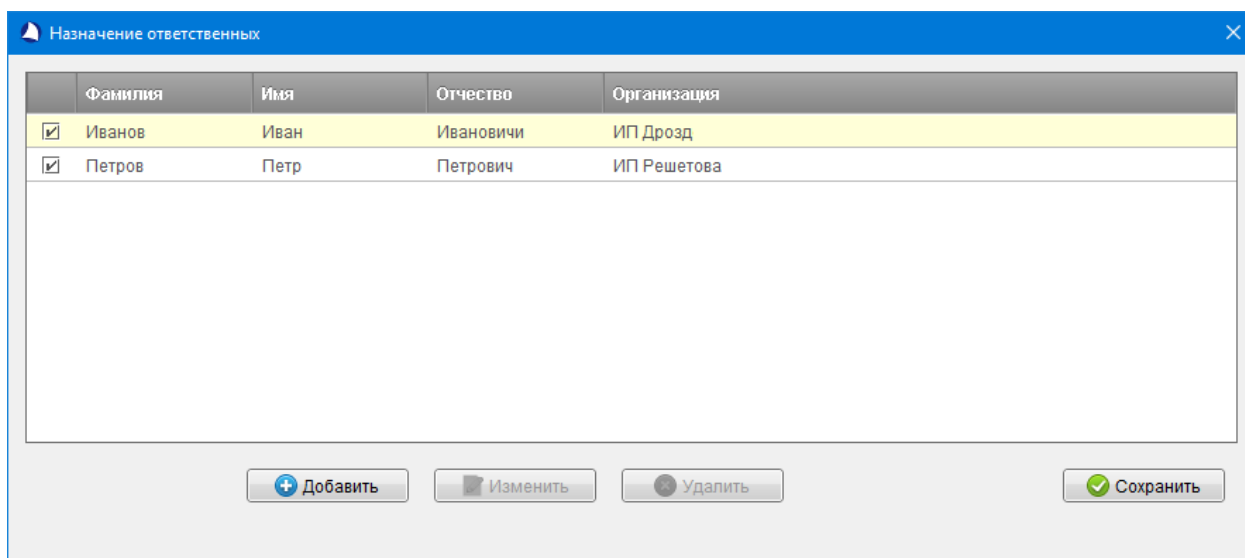 Назначение ответственных
Фамилия Имя Отчество Организация
Иванов Иван Ивановичи ИП Дрозд
Петров Петр Петрович ИП Решетова
Добавить Изменить Удалить Сохранить